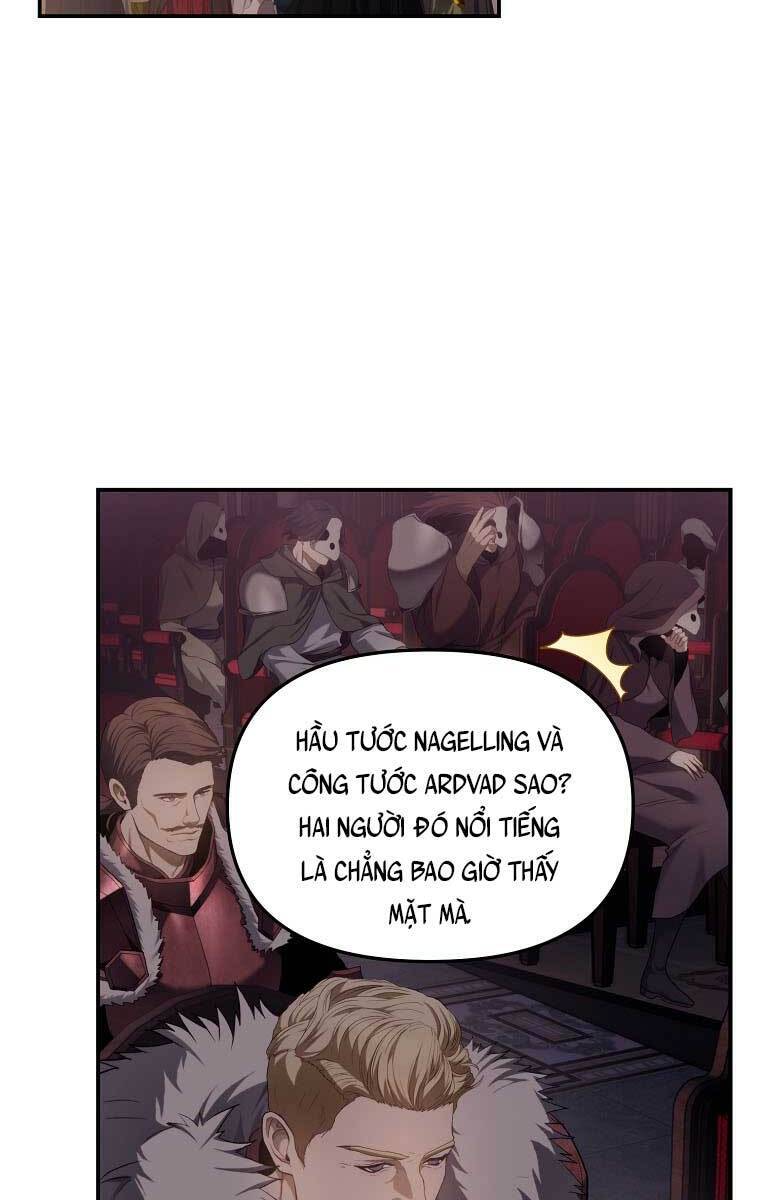 HẦU TƯỚC NAGELLING VÀ
CÔNG TƯỚC ARDVAD SAO?
HAI NGƯỜI ĐÓ NỔI TIẾNG
LÀ CHẲNG BAO GIỜ THẤY
MẶT MÀ.